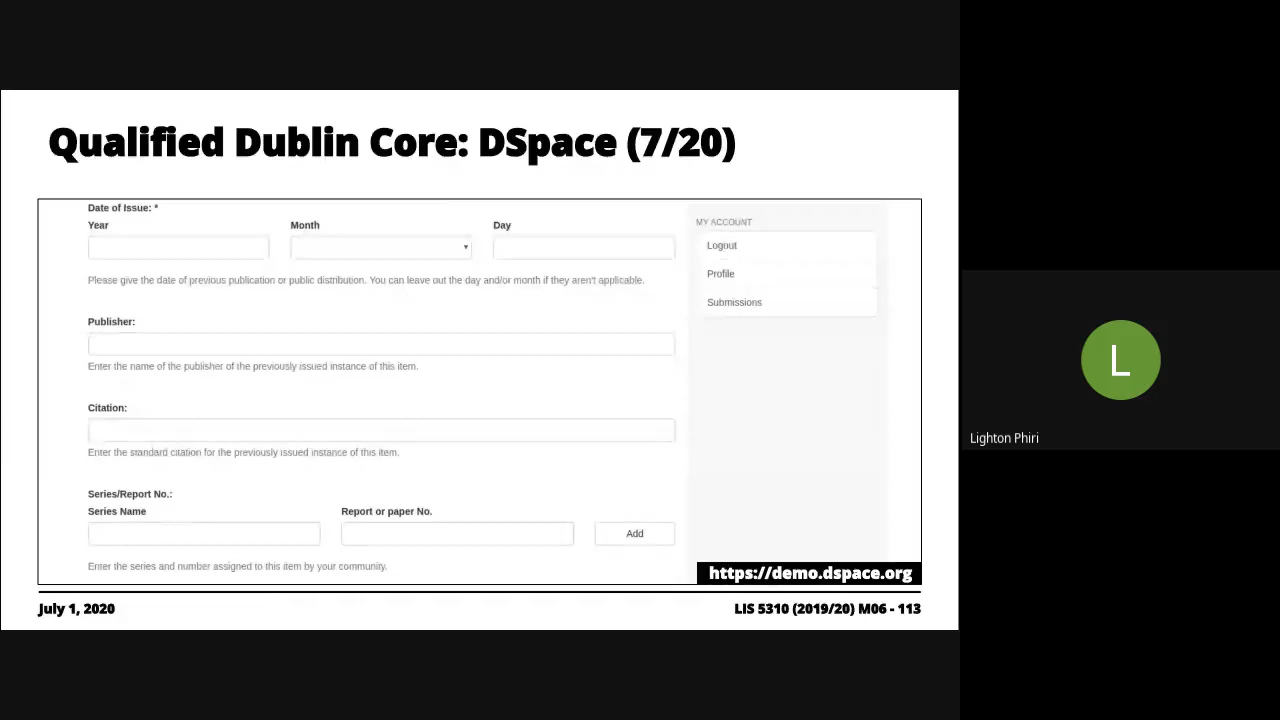 Qualified Dublin Core: DSpace (7/20)
Date of Issue: *
Year Month Day
Please give the date of previous publication or public distribution. You can leave out the day and/or month if they aren't applicable.
Publisher:
Enter the name of the publisher of the previously issued instance of this item.
Citation:
Enter the standard citation for the previously issued instance of this item.
Series/Report No.:
Series Name Report or paper No.
Add
Enter the series and number assigned to this item by your community.
MY ACCOUNT
Logout
Profile
Submissions
https://demo.dspace.org
July 1, 2020 LIS 5310 (2019/20) M06 - 113
L
Lighton Phiri